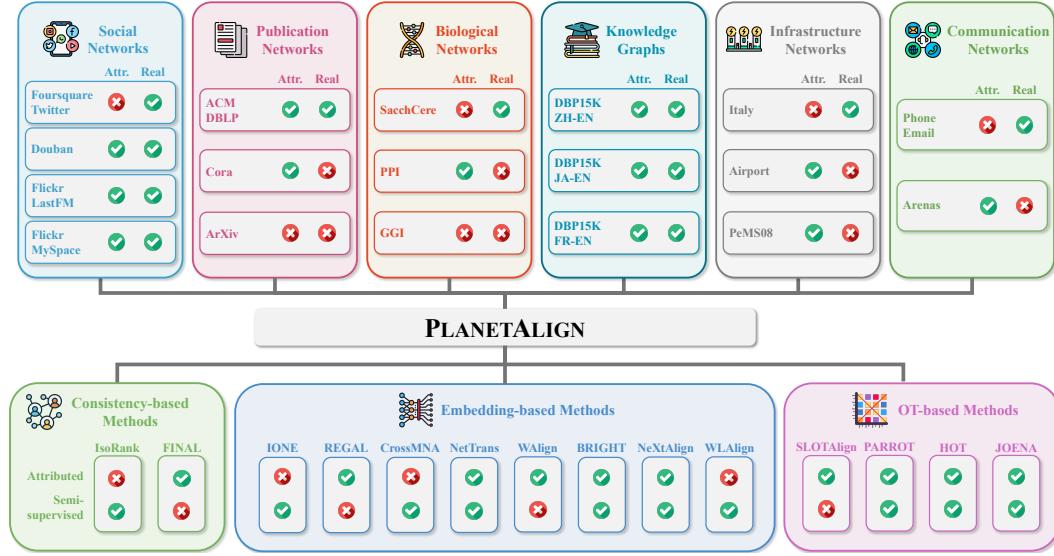 Social
Networks
Attr. Real
Foursquare
Twitter
Douban
Flickr
LastFM
Flickr
MySpace
Publication
Networks
Attr. Real
ACM
DBLP
Cora
ArXiv
Biological
Networks
Attr. Real
SacchCere
PPI
GGI
Knowledge
Graphs
Attr. Real
DBP15K
ZH-EN
DBP15K
JA-EN
DBP15K
FR-EN
Infrastructure
Networks
Attr. Real
Italy
Airport
PeMS08
Communication
Networks
Attr. Real
Phone
Email
Arenas
PLANETALIGN
Consistency-based
Methods
IsoRank FINAL
Attributed
Semi-
supervised
Embedding-based Methods
IONE REGAL CrossMNA NetTrans WAlign BRIGHT NeXtAlign WLAlign
OT-based Methods
SLOTAlign PARROT HOT JOENA